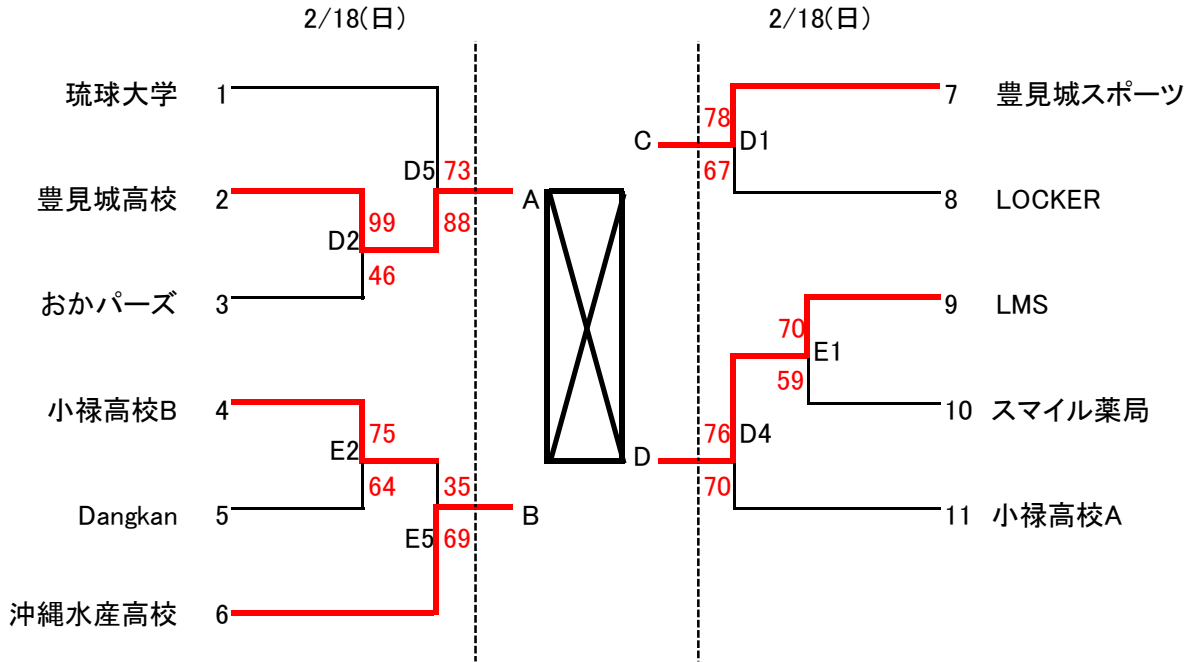 2/18(日)
2/18(日)
琉球大学 1
7 豊見城スポーツ
78
C
D1
67
D5 73
豊見城高校 2
A
8 LOCKER
99
88
D2
46
おかパーズ 3
9 LMS
70
E1
59
小禄高校B 4
10 スマイル薬局
75
76 D4
E2
D
64
35
70
Dangkan 5
B
11 小禄高校A
E5 69
沖縄水産高校 6